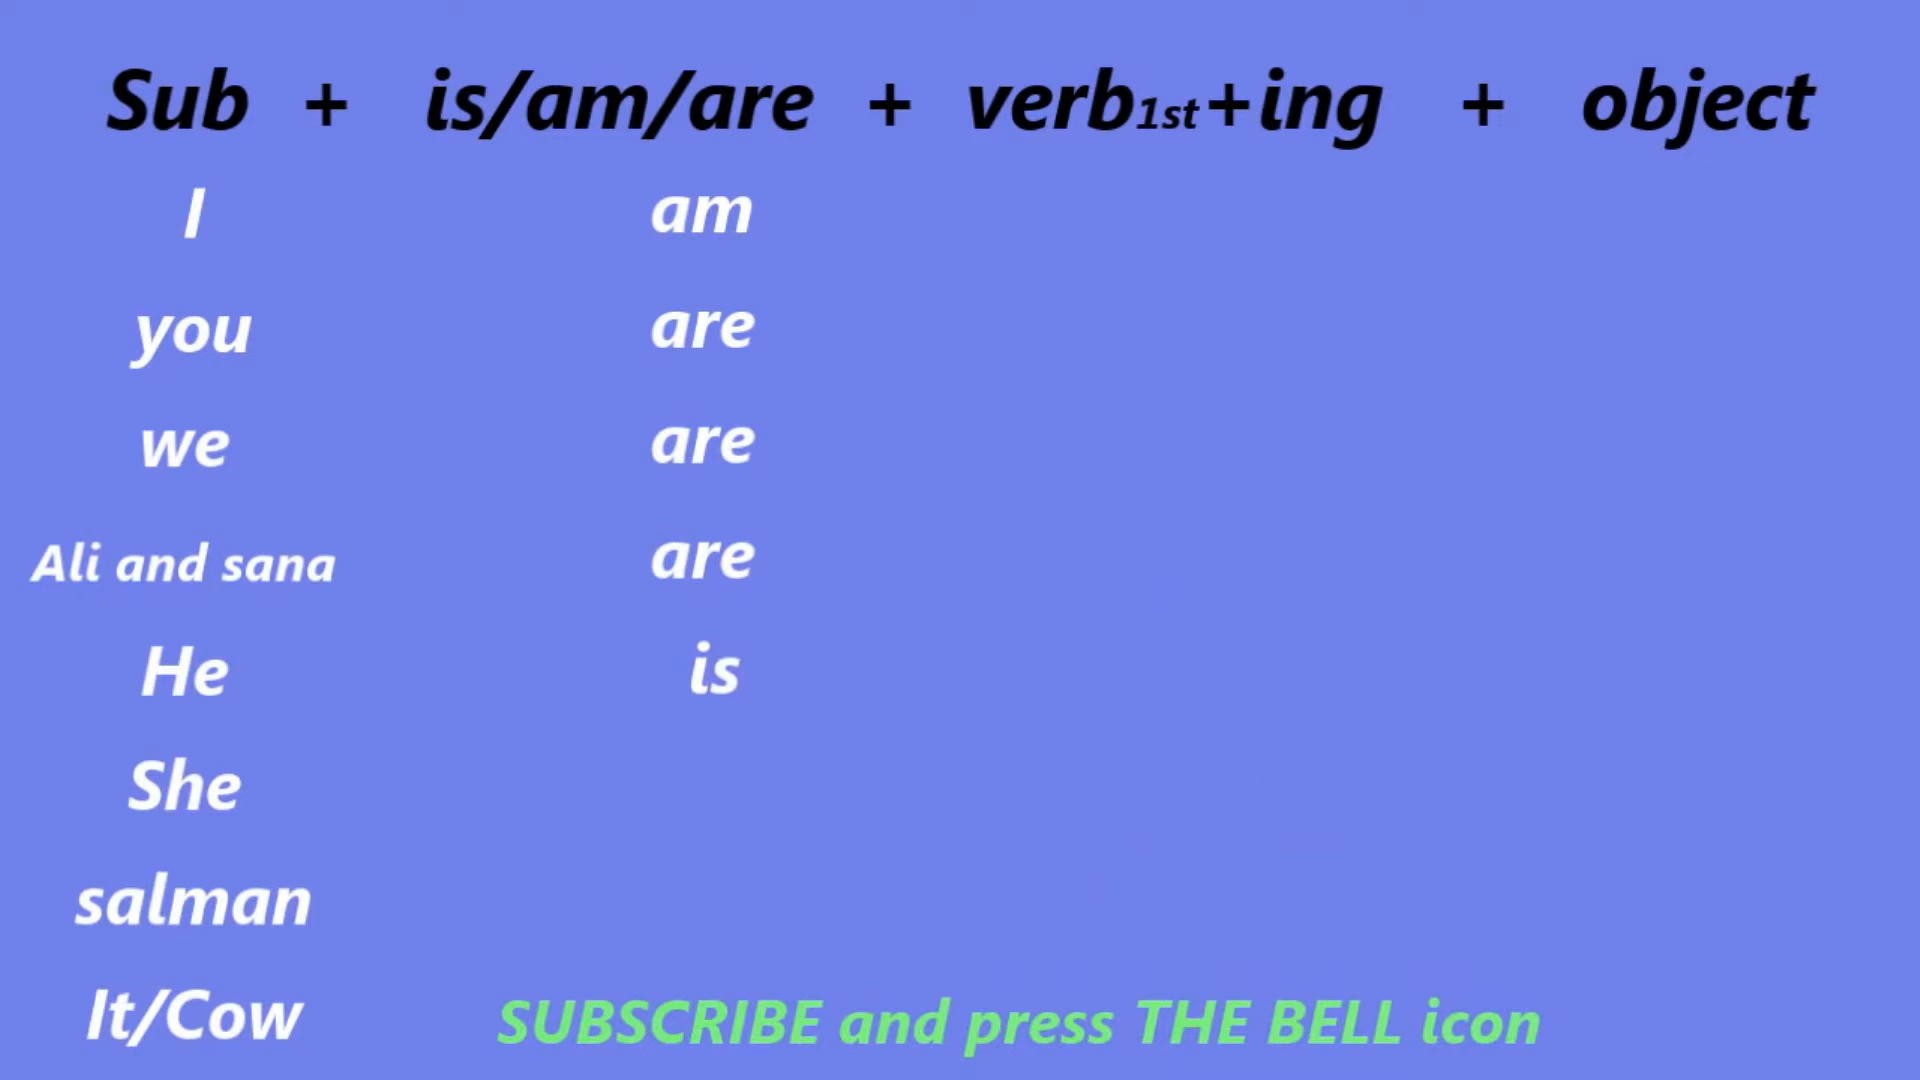 Sub + is/am/are + verb1st+ing + object
I am
you are
we are
Ali and sana are
He is
She
salman
It/Cow
SUBSCRIBE and press THE BELL icon